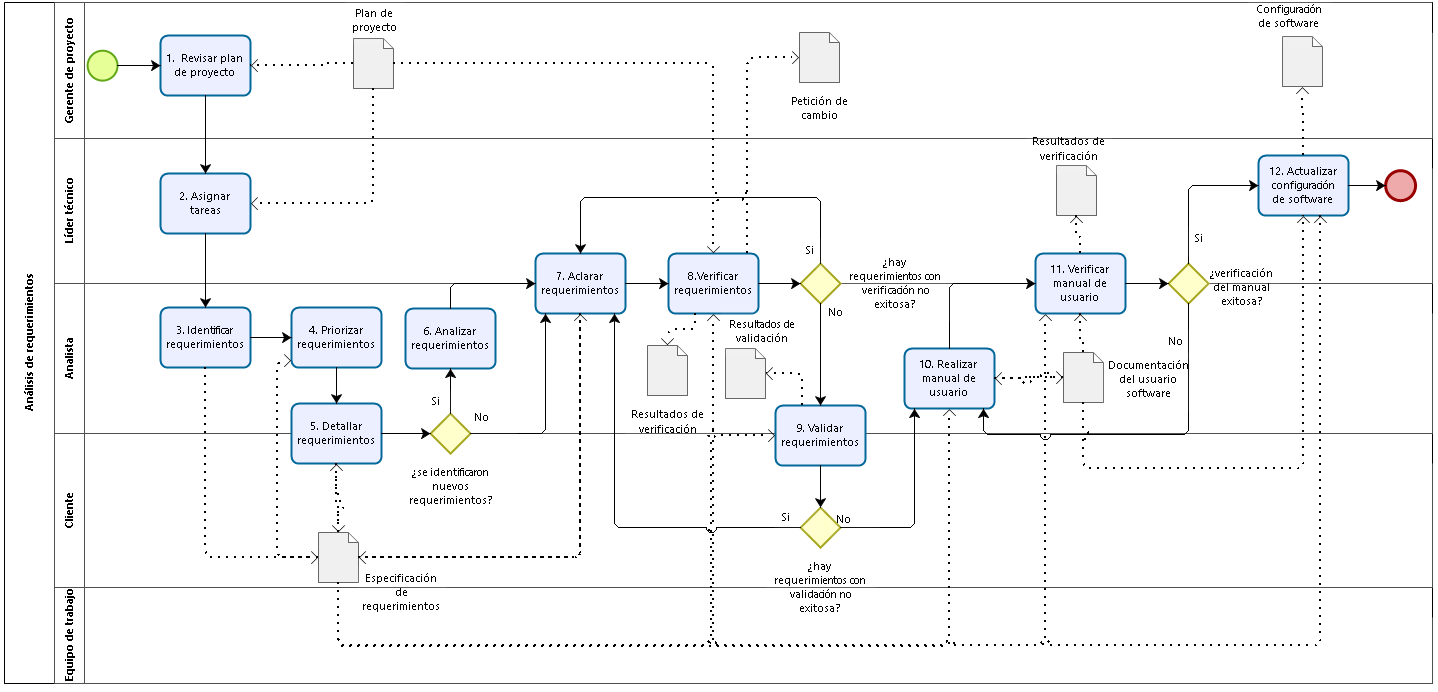 Análisis de requerimientos
Gerente de proyecto
Líder técnico
Analista
Cliente
Equipo de trabajo
1. Revisar plan
de proyecto
Plan de
proyecto
Petición de
cambio
Configuración
de software
2. Asignar
tareas
Resultados de
verificación
12. Actualizar
configuración
de software
3. Identificar
requerimientos
4. Priorizar
requerimientos
5. Detallar
requerimientos
Si
No
¿se identificaron
nuevos
requerimientos?
6. Analizar
requerimientos
7. Aclarar
requerimientos
8.Verificar
requerimientos
Si
No
¿hay
requerimientos con
verificación no
exitosa?
Resultados de
verificación
Resultados de
validación
9. Validar
requerimientos
Si
No
¿hay
requerimientos con
validación no
exitosa?
10. Realizar
manual de
usuario
11. Verificar
manual de
usuario
Si
No
¿verificación
del manual
exitosa?
Documentación
del usuario
software
Especificación
de
requerimientos